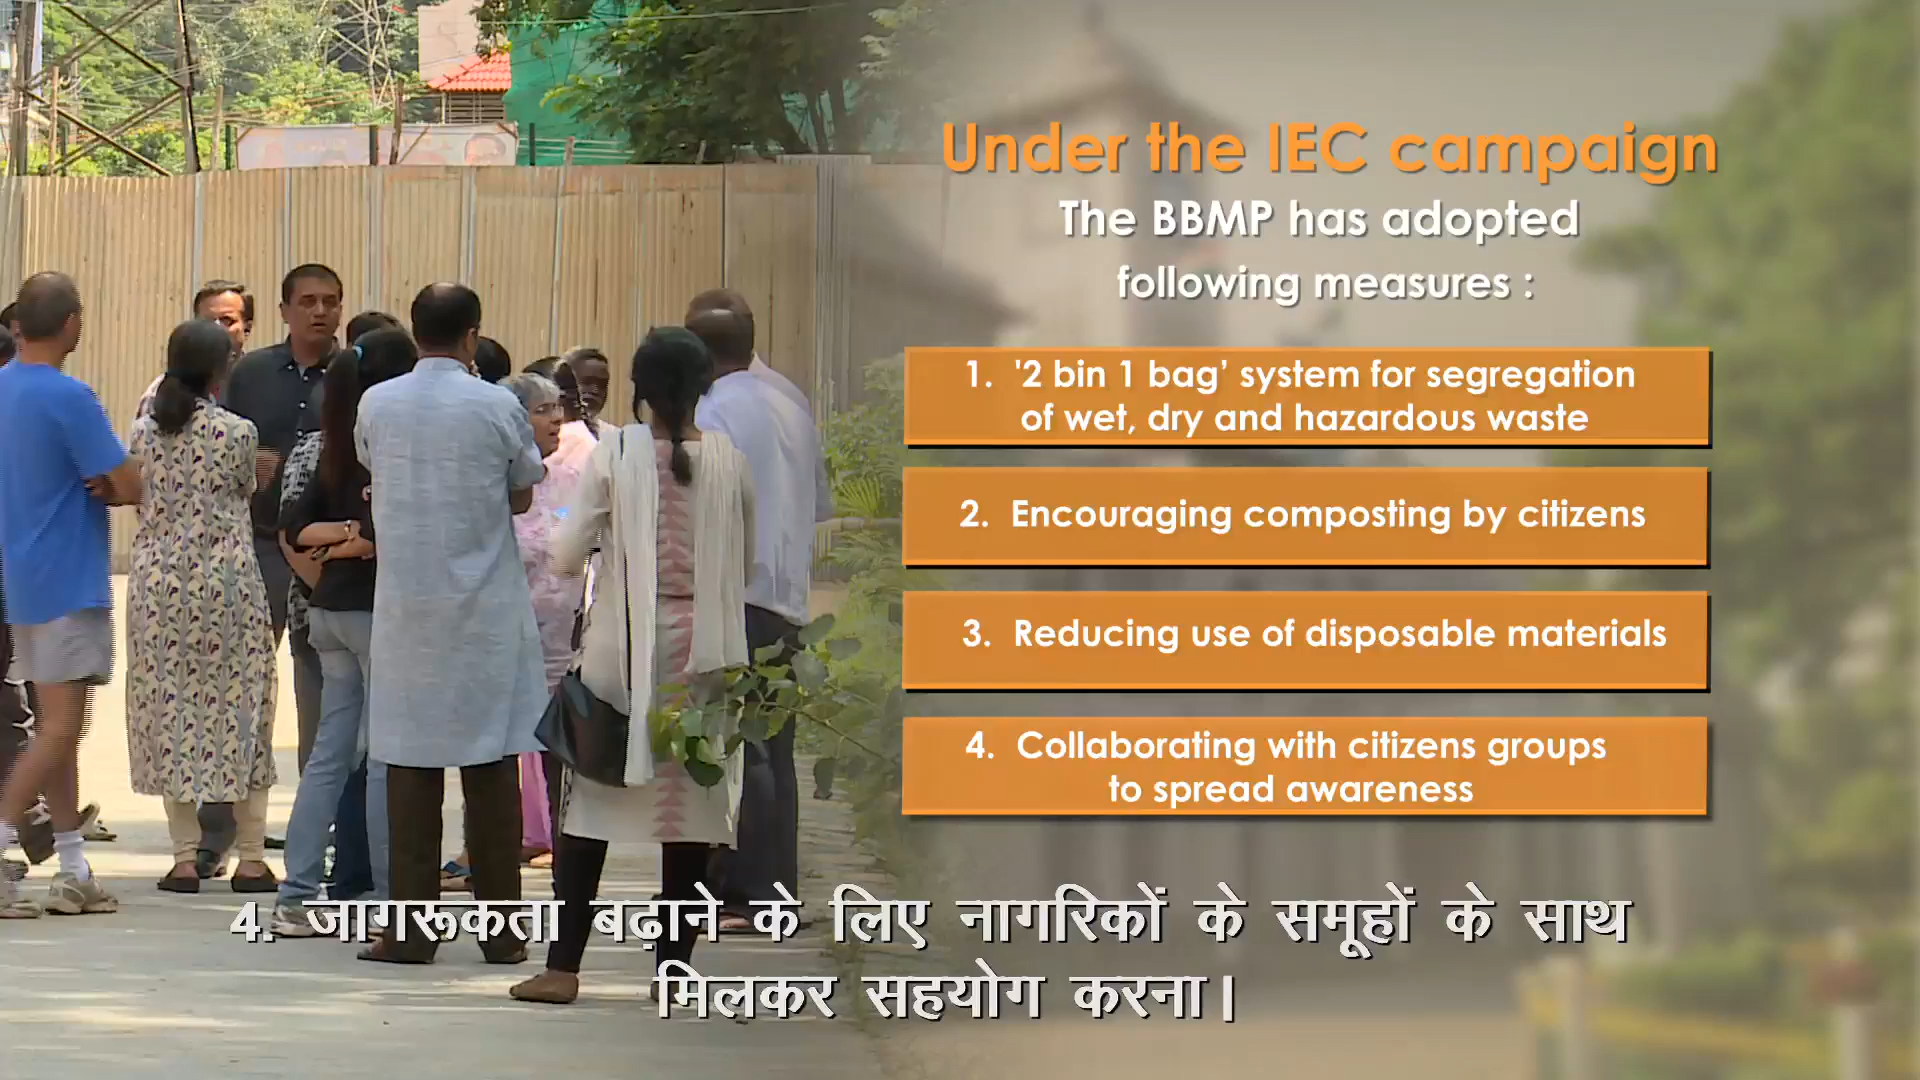 Under the IEC campaign
The BBMP has adopted
following measures :
1. '2 bin 1 bag’ system for segregation
of wet, dry and hazardous waste
2. Encouraging composting by citizens
3. Reducing use of disposable materials
4. Collaborating with citizens groups
to spread awareness
4. जागरूकता बढ़ाने के लिए नागरिकों के समूहों के साथ
मिलकर सहयोग करना।